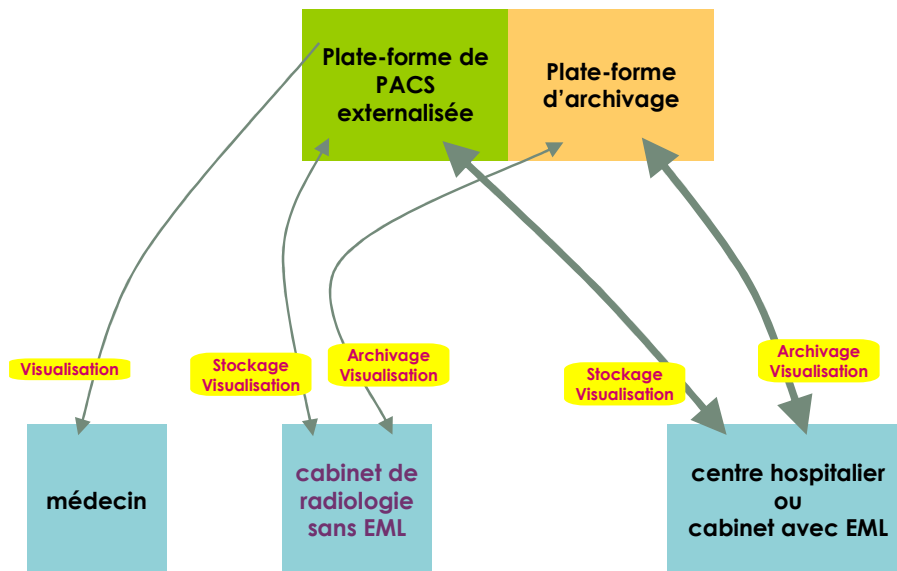 Plate-forme de
PACS
externalisée
Plate-forme
d'archivage
Visualisation
Stockage
Visualisation
Archivage
Visualisation
Stockage
Visualisation
Archivage
Visualisation
médecin
cabinet de
radiologie
sans EML
centre hospitalier
ou
cabinet avec EML